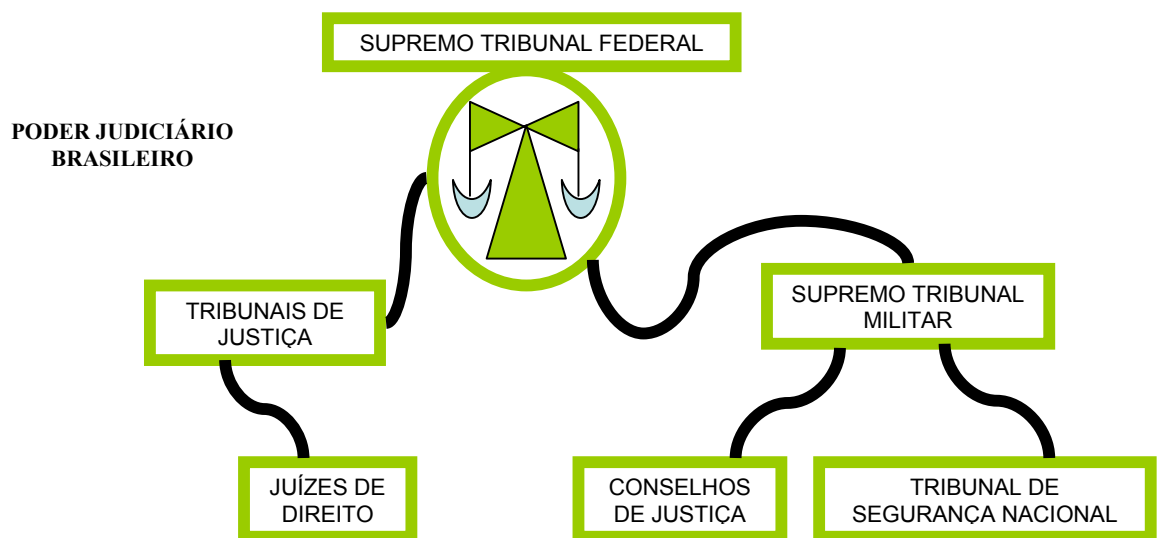 SUPREMO TRIBUNAL FEDERAL
PODER JUDICIÁRIO
BRASILEIRO
TRIBUNAIS DE
JUSTIÇA
SUPREMO TRIBUNAL
MILITAR
JUÍZES DE
DIREITO
CONSELHOS
DE JUSTIÇA
TRIBUNAL DE
SEGURANÇA NACIONAL